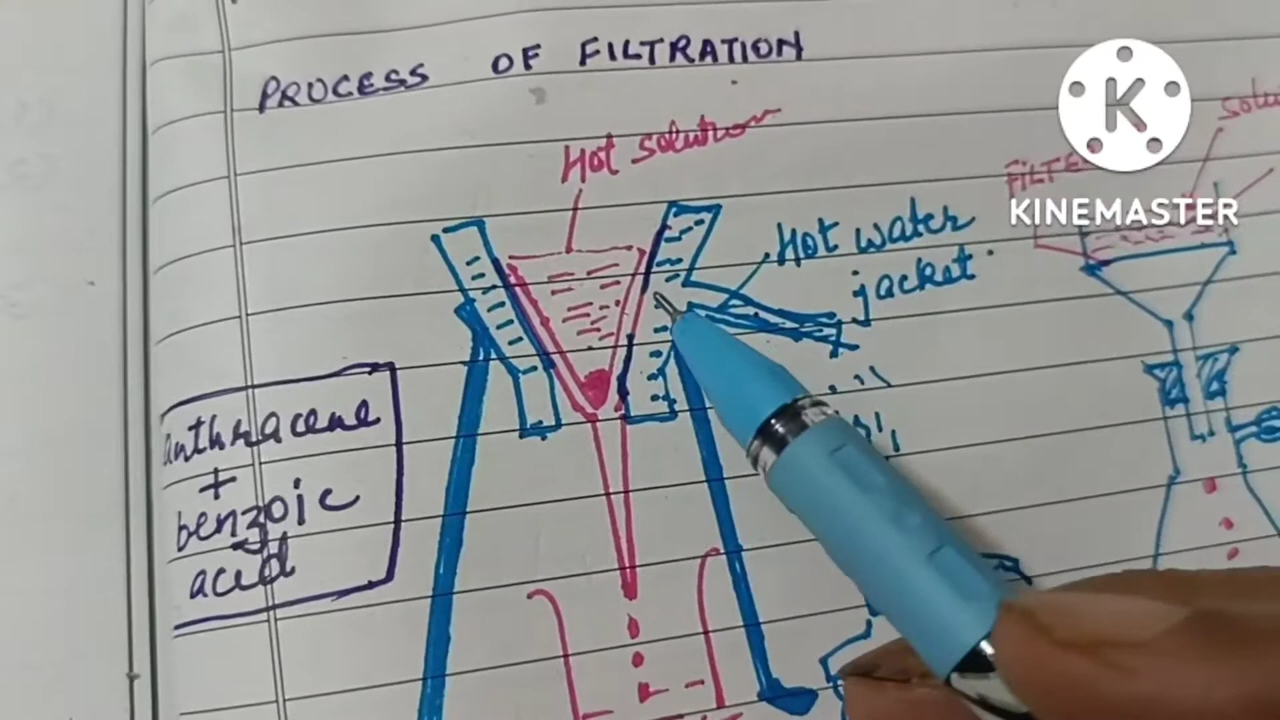 PROCESS OF FILTRATION
Hot solution
Hot water
jacket
anthracene
+
benzoic
acid
KINEMASTER